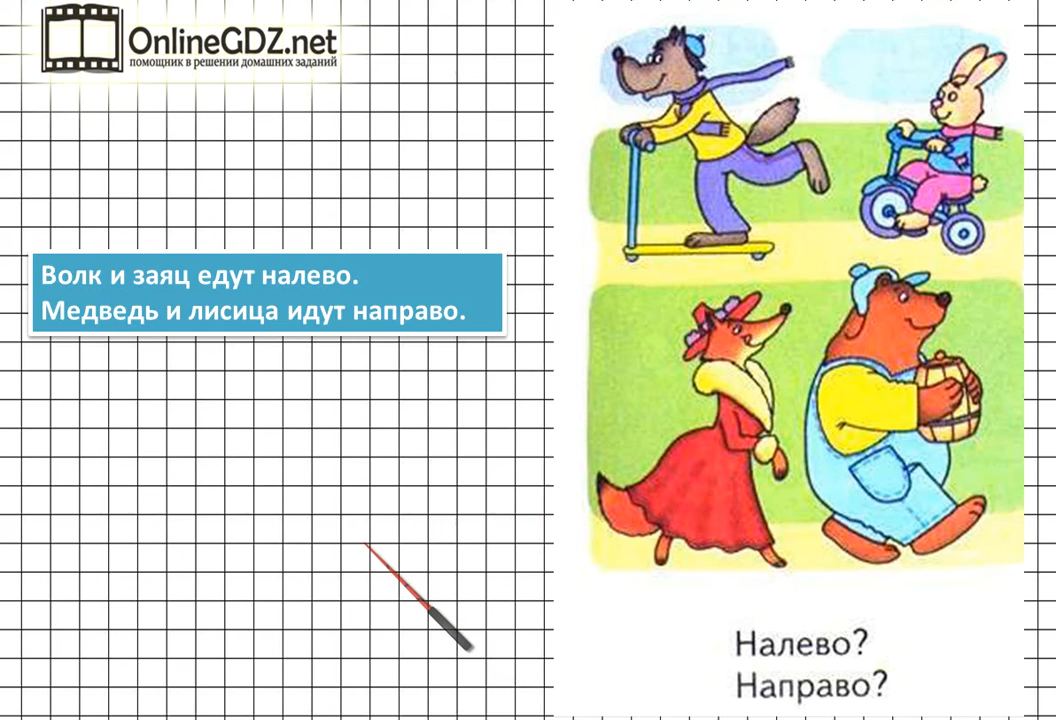 OnlineGDZ.net
помощник в решении домашних заданий
Волк и заяц едут налево.
Медведь и лисица идут направо.
Налево?
Направо?